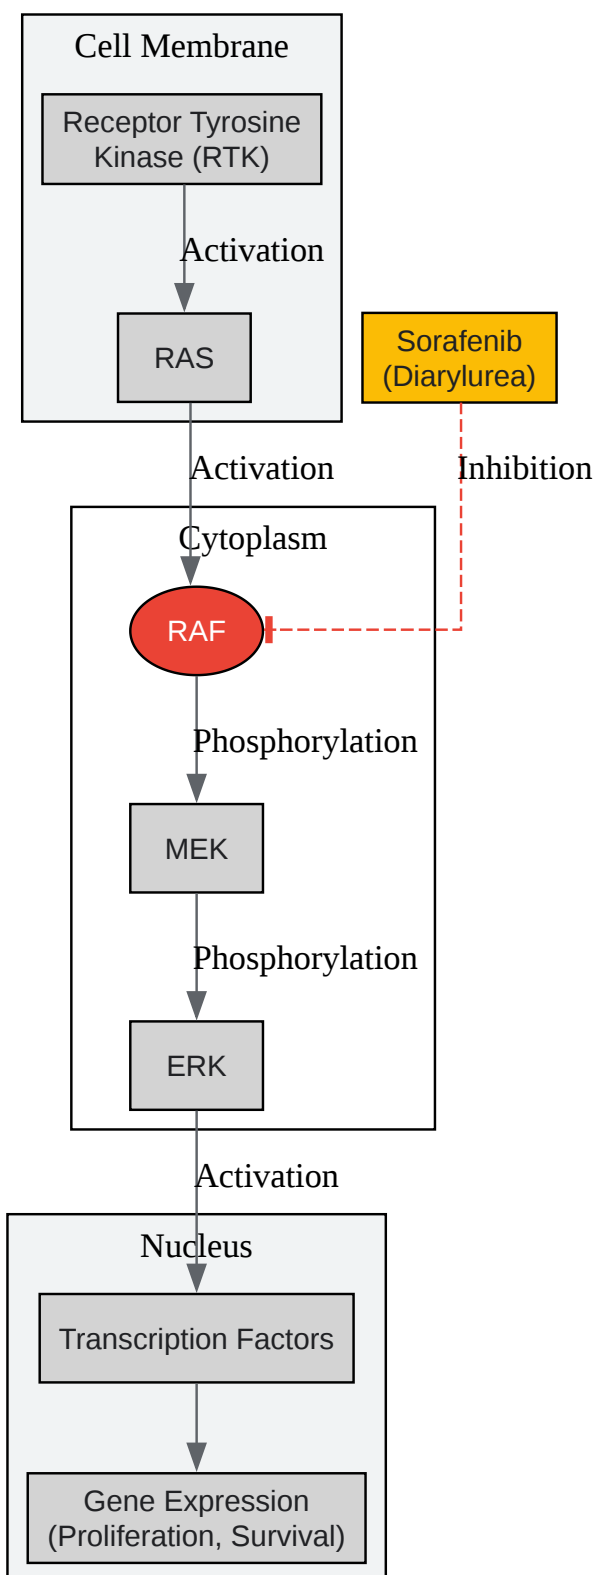 Cell Membrane
Receptor Tyrosine
Kinase (RTK)
Activation
RAS
Sorafenib
(Diarylurea)
Activation
Inhibition
Cytoplasm
RAF
Phosphorylation
MEK
Phosphorylation
ERK
Activation
Nucleus
Transcription Factors
Gene Expression
(Proliferation, Survival)